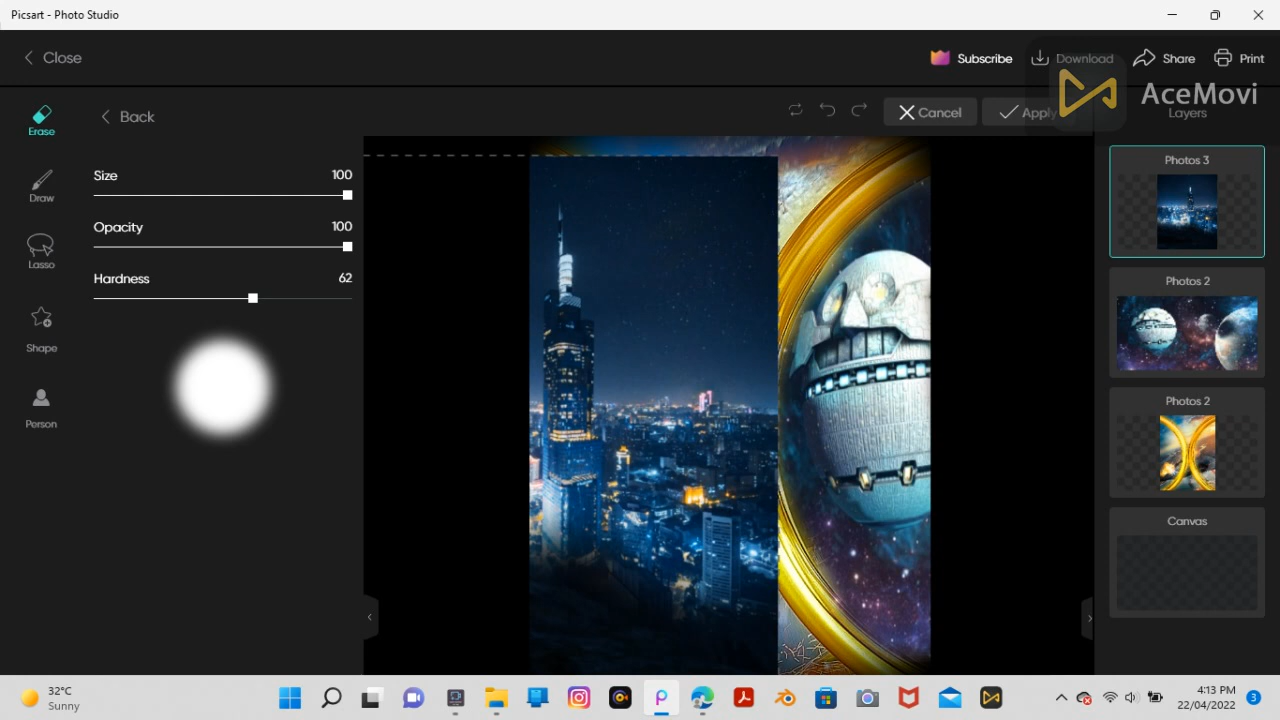 Picsart - Photo Studio
Close
Subscribe
Download
Share
Print
AceMovi
Erase
Back
Cancel
Apply
Layers
Size 100
Opacity 100
Hardness 62
Draw
Lasso
Shape
Person
Photos 3
Photos 2
Photos 2
Canvas
32°C
Sunny
4:13 PM
22/04/2022
3